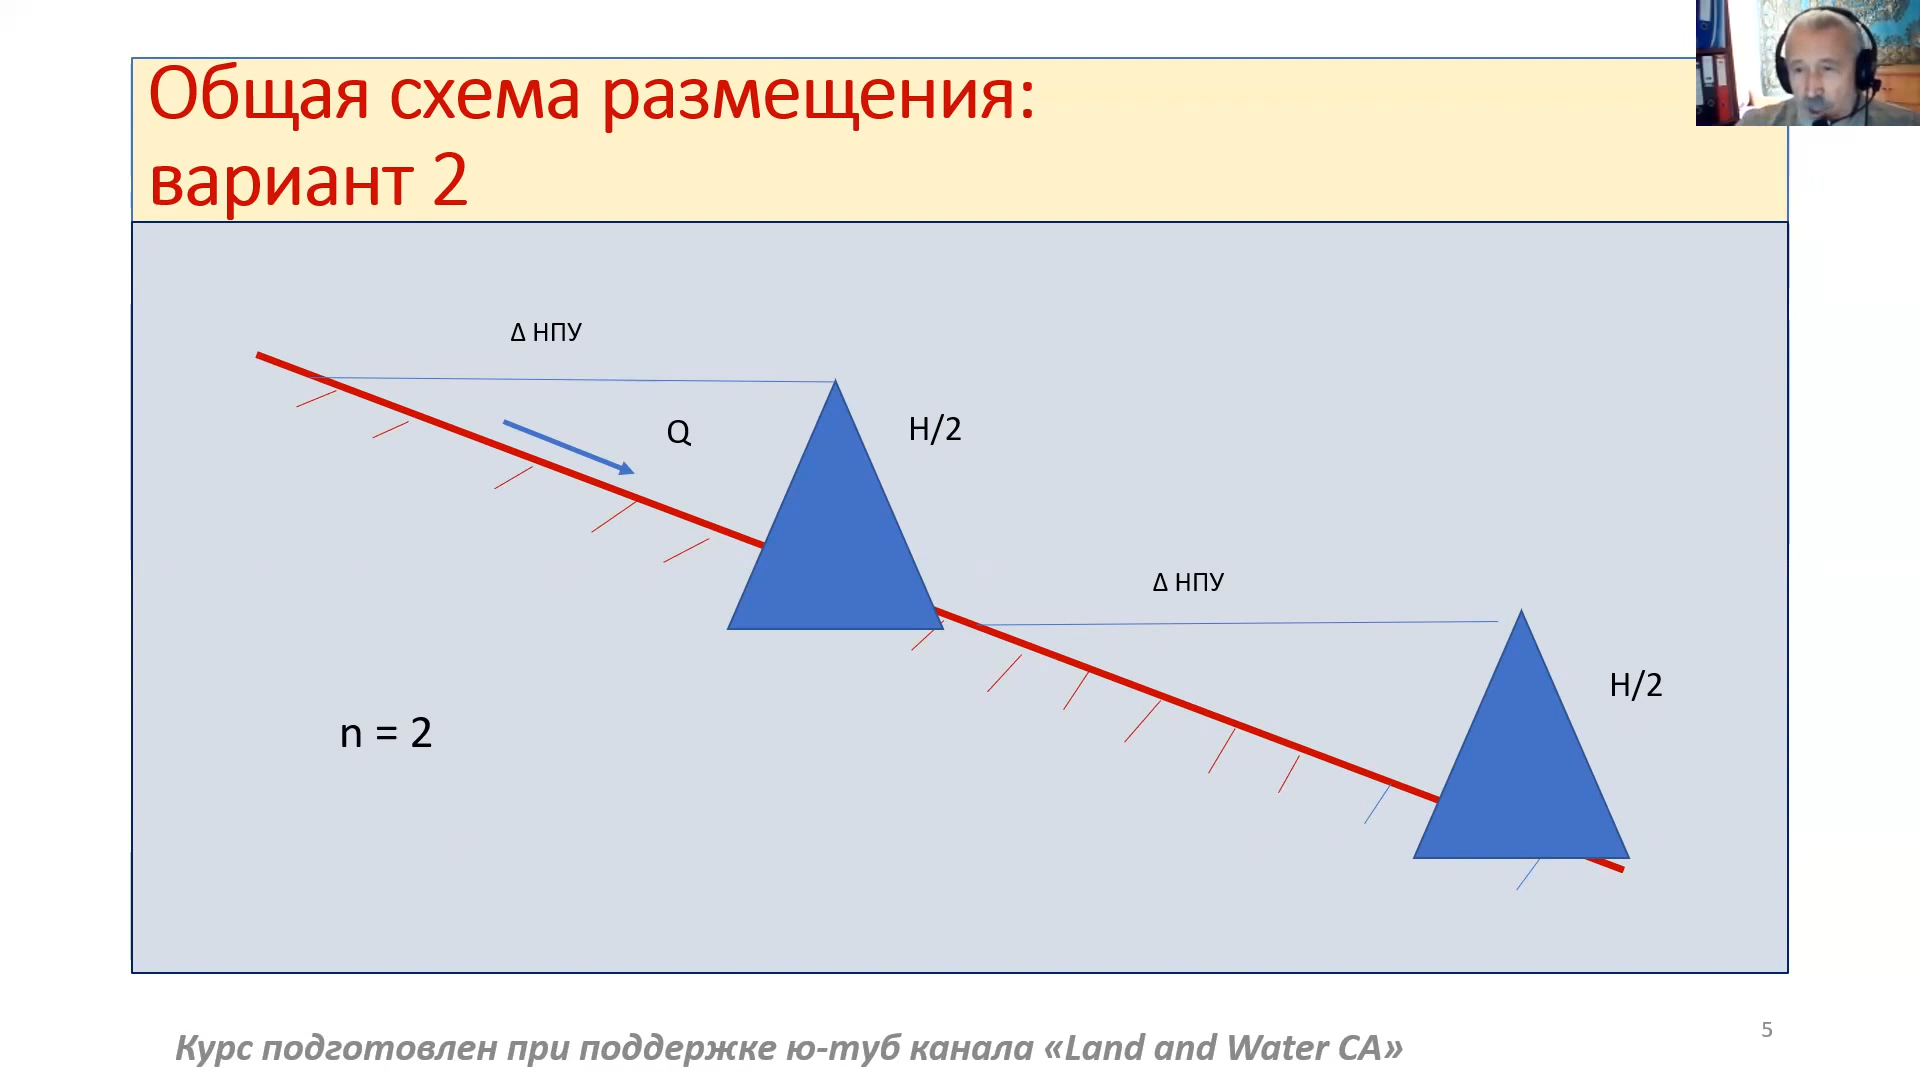 Общая схема размещения:
вариант 2
Δ НПУ
Q
H/2
Δ НПУ
H/2
n = 2
Курс подготовлен при поддержке ю-туб канала «Land and Water CA»
5